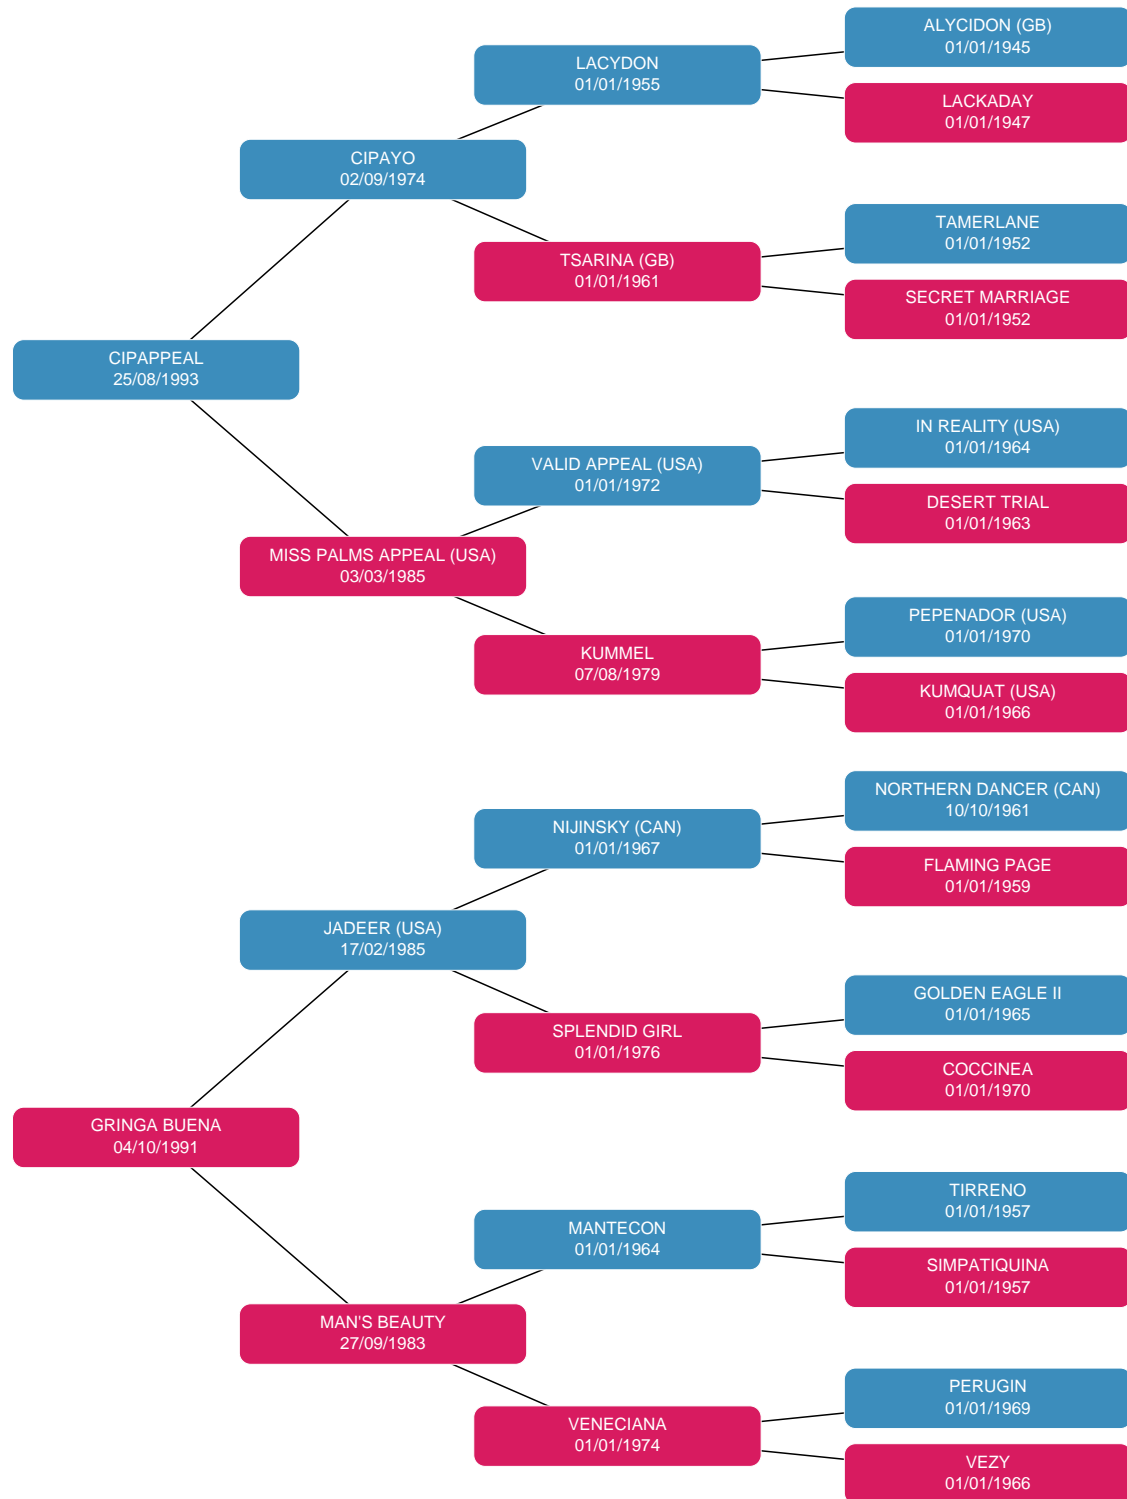 ALYCIDON (GB)
01/01/1945
LACYDON
01/01/1955
LACKADAY
01/01/1947
CIPAYO
02/09/1974
TAMERLANE
01/01/1952
TSARINA (GB)
01/01/1961
SECRET MARRIAGE
01/01/1952
CIPAPPEAL
25/08/1993
IN REALITY (USA)
01/01/1964
VALID APPEAL (USA)
01/01/1972
DESERT TRIAL
01/01/1963
MISS PALMS APPEAL (USA)
03/03/1985
PEPENADOR (USA)
01/01/1970
KUMMEL
07/08/1979
KUMQUAT (USA)
01/01/1966
NORTHERN DANCER (CAN)
10/10/1961
NIJINSKY (CAN)
01/01/1967
FLAMING PAGE
01/01/1959
JADEER (USA)
17/02/1985
GOLDEN EAGLE II
01/01/1965
SPLENDID GIRL
01/01/1976
COCCINEA
01/01/1970
GRINGA BUENA
04/10/1991
TIRRENO
01/01/1957
MANTECON
01/01/1964
SIMPATIQUINA
01/01/1957
MAN'S BEAUTY
27/09/1983
PERUGIN
01/01/1969
VENECIANA
01/01/1974
VEZY
01/01/1966